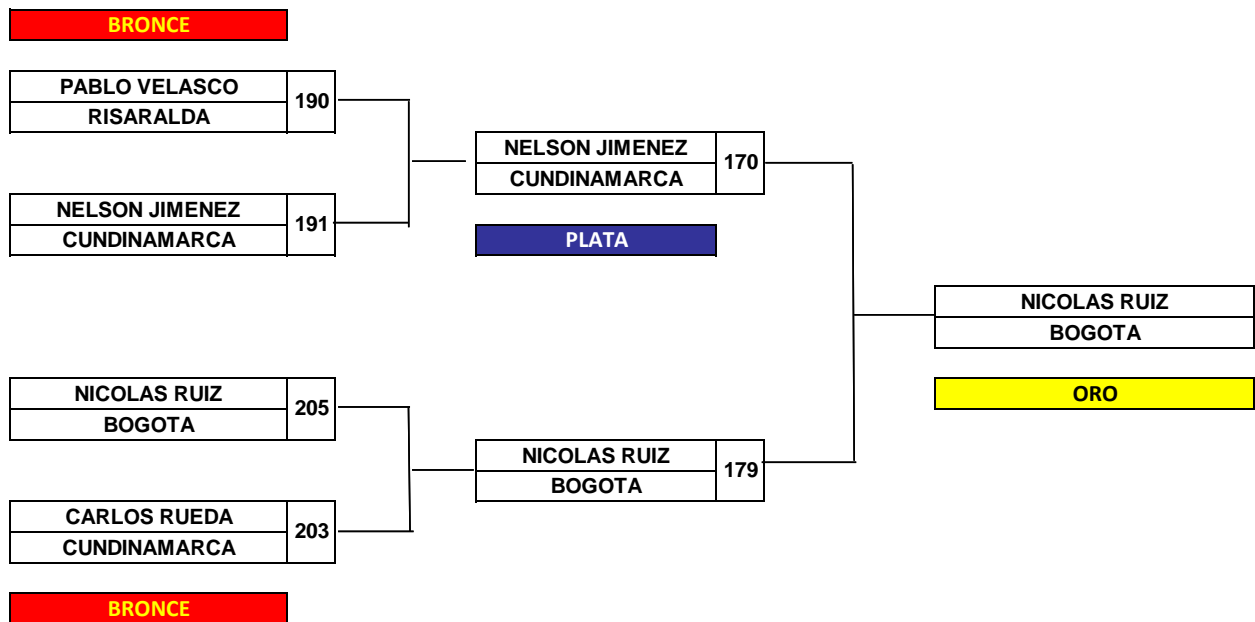 BRONCE
PABLO VELASCO
190
RISARALDA
NELSON JIMENEZ
191
CUNDINAMARCA
NELSON JIMENEZ
170
CUNDINAMARCA
PLATA
NICOLAS RUIZ
205
BOGOTA
CARLOS RUEDA
203
CUNDINAMARCA
BRONCE
NICOLAS RUIZ
179
BOGOTA
NICOLAS RUIZ
BOGOTA
ORO